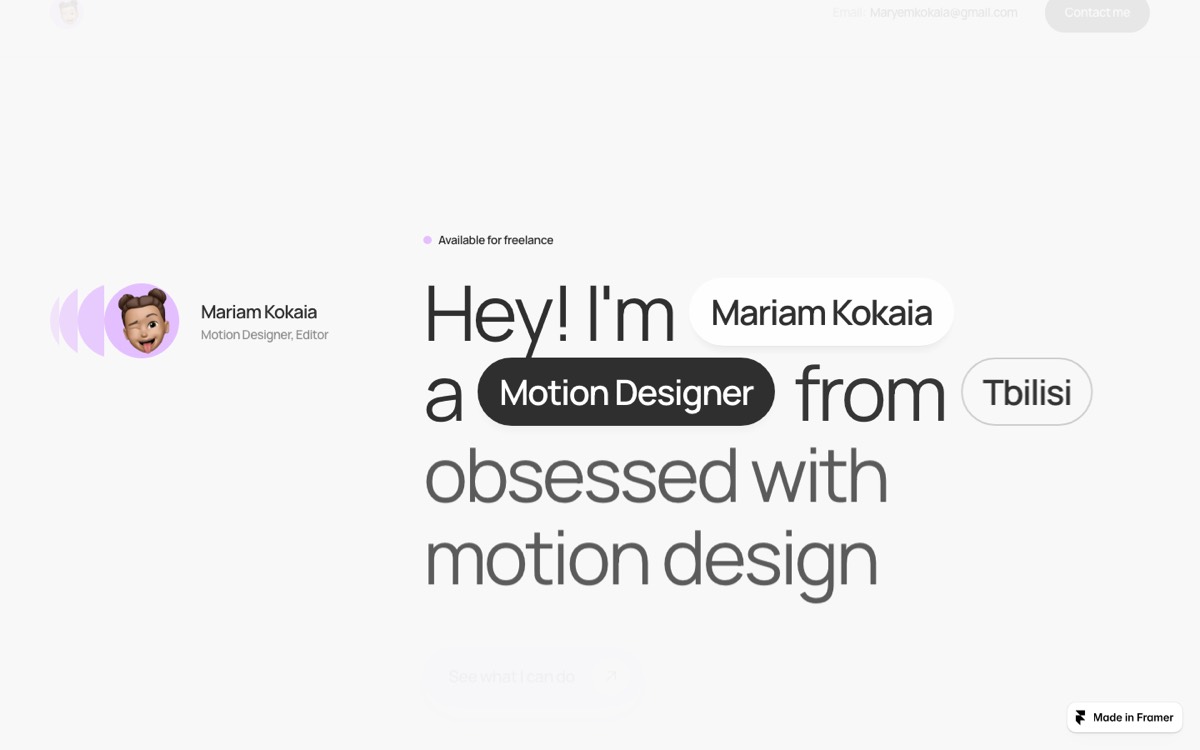 Email: Maryemkokaia@gmail.com
Contact me
Available for freelance
Mariam Kokaia
Motion Designer, Editor
Hey! I'm Mariam Kokaia
a Motion Designer from Tbilisi
obsessed with
motion design
See what I can do
Made in Framer